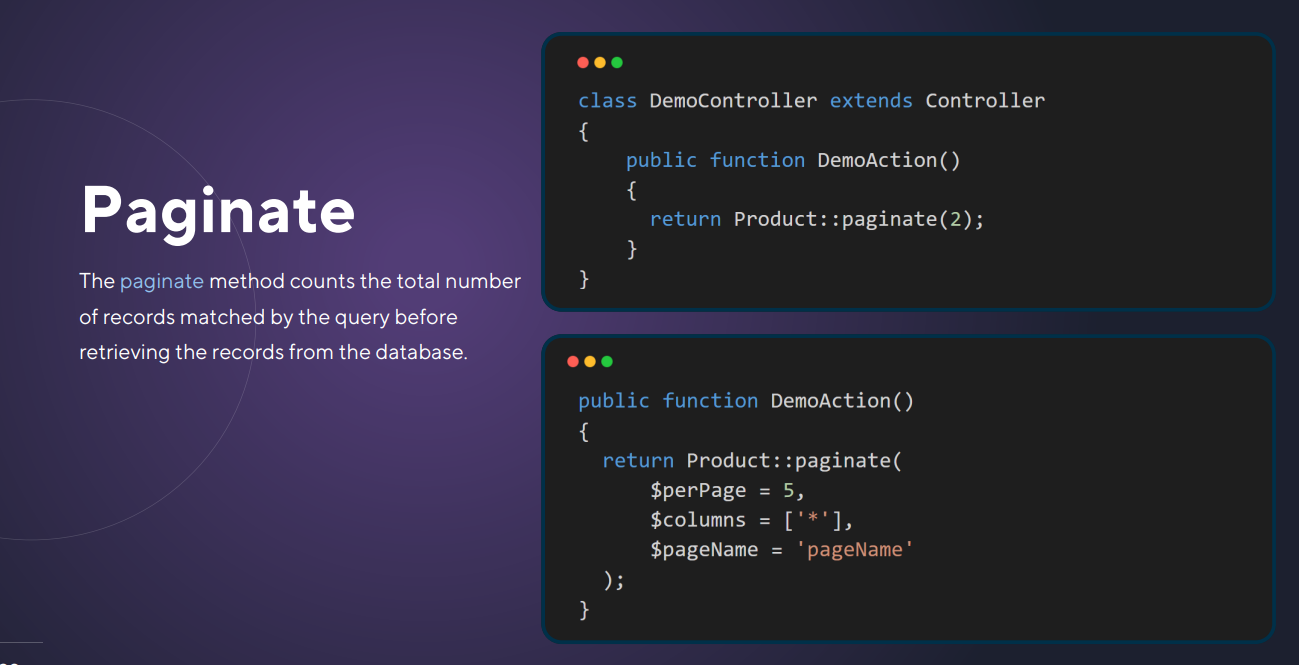 Paginate
The paginate method counts the total number
of records matched by the query before
retrieving the records from the database.
class DemoController extends Controller
{
    public function DemoAction()
    {
      return Product::paginate(2);
    }
}
public function DemoAction()
{
  return Product::paginate(
      $perPage = 5,
      $columns = ['*'],
      $pageName = 'pageName'
  );
}